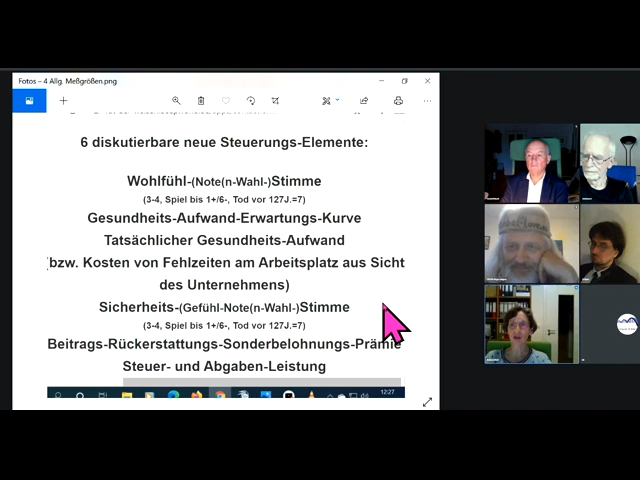 Fotos – 4 Allg. Meßgrößen.png
6 diskutierbare neue Steuerungs-Elemente:
Wohlfühl-(Note(n-Wahl-)Stimme
(3-4, Spiel bis 1+/6-, Tod vor 127J.=7)
Gesundheits-Aufwand-Erwartungs-Kurve
Tatsächlicher Gesundheits-Aufwand
(bzw. Kosten von Fehlzeiten am Arbeitsplatz aus Sicht
des Unternehmens)
Sicherheits-(Gefühl-Note(n-Wahl-)Stimme
(3-4, Spiel bis 1+/6-, Tod vor 127J.=7)
Beitrags-Rückerstattungs-Sonderbelohnungs-Prämie
Steuer- und Abgaben-Leistung
12:27